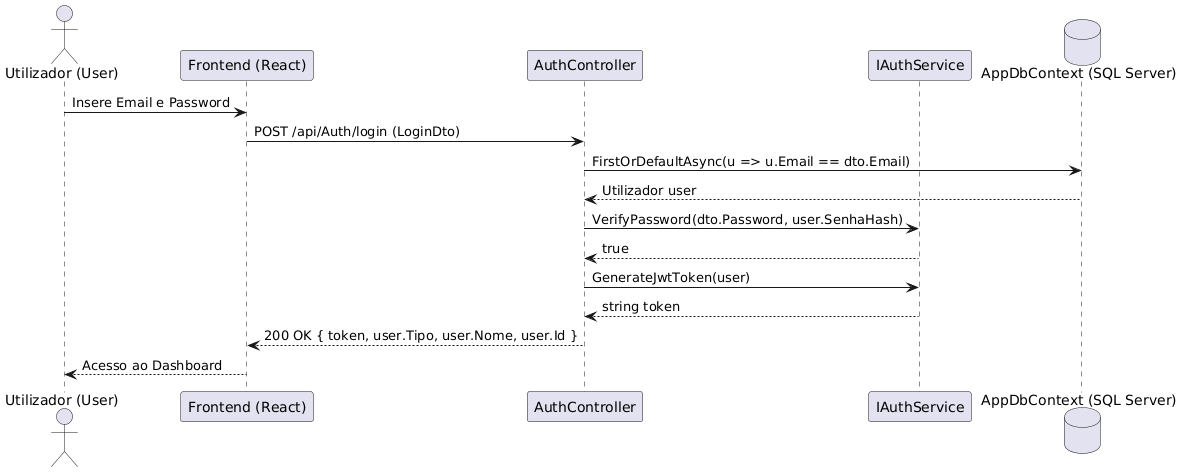 Utilizador (User)
Frontend (React)
AuthController
IAuthService
AppDbContext (SQL Server)
Insere Email e Password
POST /api/Auth/login (LoginDto)
FirstOrDefaultAsync(u => u.Email == dto.Email)
Utilizador user
VerifyPassword(dto.Password, user.SenhaHash)
true
GenerateJwtToken(user)
string token
200 OK { token, user.Tipo, user.Nome, user.Id }
Acesso ao Dashboard
Utilizador (User)
Frontend (React)
AuthController
IAuthService
AppDbContext (SQL Server)